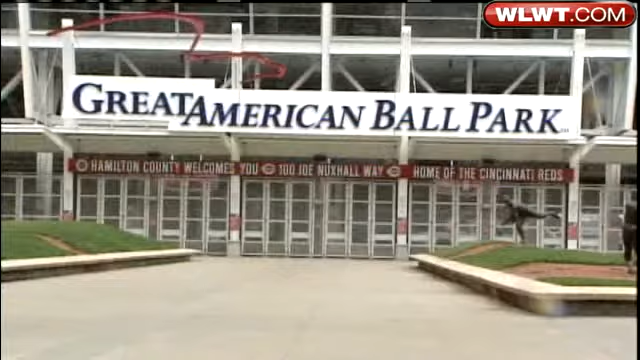 WLWT.COM
GREAT AMERICAN BALL PARK
HAMILTON COUNTY WELCOMES YOU 100 JOE NUXHALL WAY HOME OF THE CINCINNATI REDS